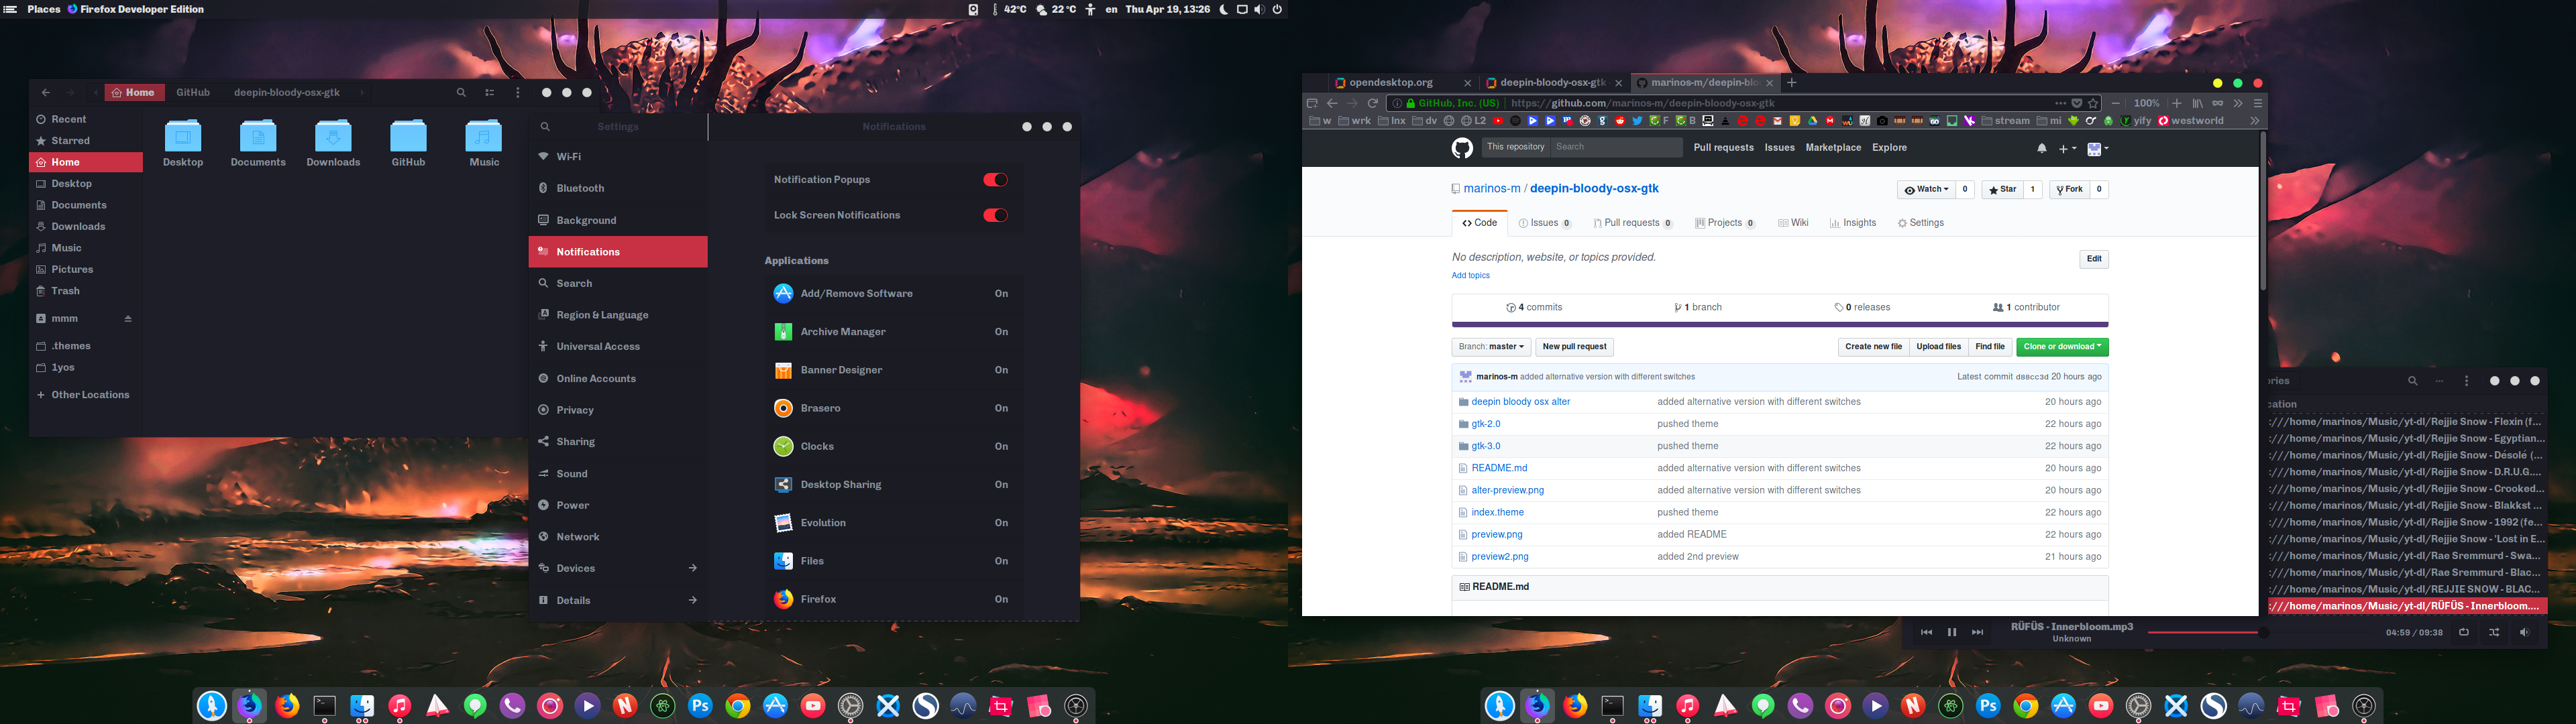 Places Firefox Developer Edition
42°C 22 °C en Thu Apr 19, 13:26
Home GitHub deepin-bloody-osx-gtk
Recent
Starred
Home
Desktop
Documents
Downloads
Music
Pictures
Trash
mmm
.themes
1yos
Other Locations
Desktop Documents Downloads GitHub Music
Settings Notifications
Wi-Fi
Bluetooth
Background
Notifications
Search
Region & Language
Universal Access
Online Accounts
Privacy
Sharing
Sound
Power
Network
Devices
Details
Notification Popups
Lock Screen Notifications
Applications
Add/Remove Software On
Archive Manager On
Banner Designer On
Brasero On
Clocks On
Desktop Sharing On
Evolution On
Files On
Firefox On
opendesktop.org deepin-bloody-osx-gtk marinos-m/deepin-bloo
GitHub, Inc. (US) https://github.com/marinos-m/deepin-bloody-osx-gtk 100%
w wrk lnx dv L2 F B stream mi yify westworld
This repository Search Pull requests Issues Marketplace Explore
marinos-m / deepin-bloody-osx-gtk
Watch 0 Star 1 Fork 0
Code Issues 0 Pull requests 0 Projects 0 Wiki Insights Settings
No description, website, or topics provided. Edit
Add topics
4 commits 1 branch 0 releases 1 contributor
Branch: master New pull request Create new file Upload files Find file Clone or download
marinos-m added alternative version with different switches Latest commit d88cc3d 20 hours ago
deepin bloody osx alter added alternative version with different switches 20 hours ago
gtk-2.0 pushed theme 22 hours ago
gtk-3.0 pushed theme 22 hours ago
README.md added alternative version with different switches 20 hours ago
alter-preview.png added alternative version with different switches 20 hours ago
index.theme pushed theme 22 hours ago
preview.png added README 22 hours ago
preview2.png added 2nd preview 21 hours ago
README.md
ories
cation
:///home/marinos/Music/yt-dl/Rejjie Snow - Flexin (f...
:///home/marinos/Music/yt-dl/Rejjie Snow - Egyptian...
:///home/marinos/Music/yt-dl/Rejjie Snow - Désolé (...
:///home/marinos/Music/yt-dl/Rejjie Snow - D.R.U.G....
:///home/marinos/Music/yt-dl/Rejjie Snow - Crooked...
:///home/marinos/Music/yt-dl/Rejjie Snow - Blakkst ...
:///home/marinos/Music/yt-dl/Rejjie Snow - 1992 (fe...
:///home/marinos/Music/yt-dl/Rejjie Snow - 'Lost in E...
:///home/marinos/Music/yt-dl/Rae Sremmurd - Swa...
:///home/marinos/Music/yt-dl/Rae Sremmurd - Blac...
:///home/marinos/Music/yt-dl/REJJIE SNOW - BLAC...
:///home/marinos/Music/yt-dl/RÜFÜS - Innerbloom....
RÜFÜS - Innerbloom.mp3
Unknown
04:59 / 09:38